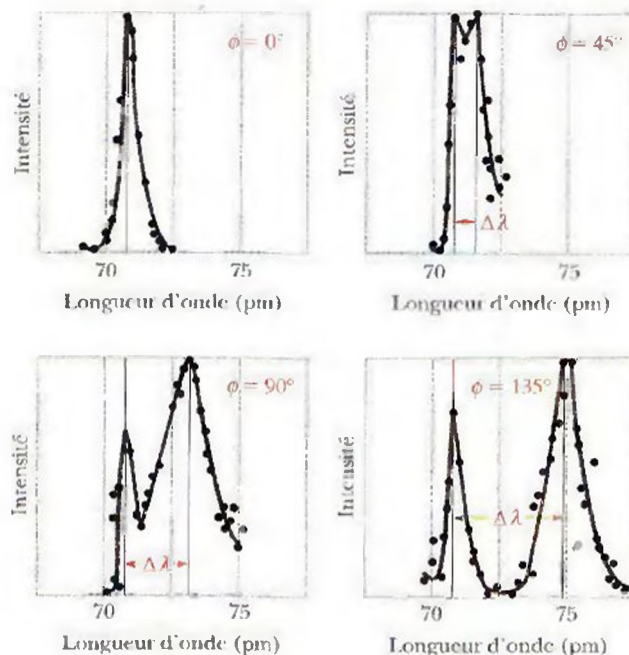 Intensité
ϕ = 0°
70 75
Longueur d'onde (pm)
Intensité
ϕ = 45°
Δλ
70 75
Longueur d'onde (pm)
Intensité
ϕ = 90°
Δλ
70 75
Longueur d'onde (pm)
Intensité
ϕ = 135°
Δλ
70 75
Longueur d'onde (pm)